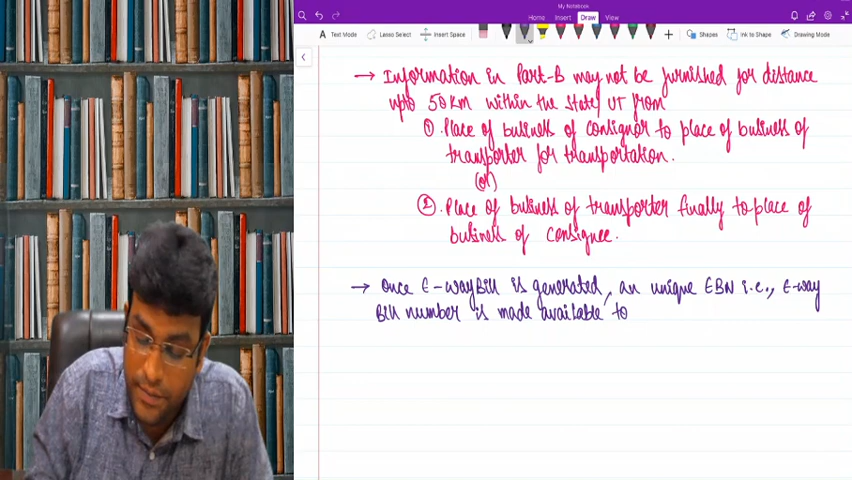 My Notebook
Home Insert Draw View
Text Mode Lasso Select Insert Space Shapes Ink to Shape Drawing Mode
→ Information in Part-B may not be furnished for distance
upto 50 km within the State/ UT from
① Place of business of consignor to place of business of
transporter for transportation.
(or)
②. Place of business of transporter finally to place of
business of consignee.
→ Once E-way Bill is generated, an unique EBN i.e., E-way
Bill number is made available to